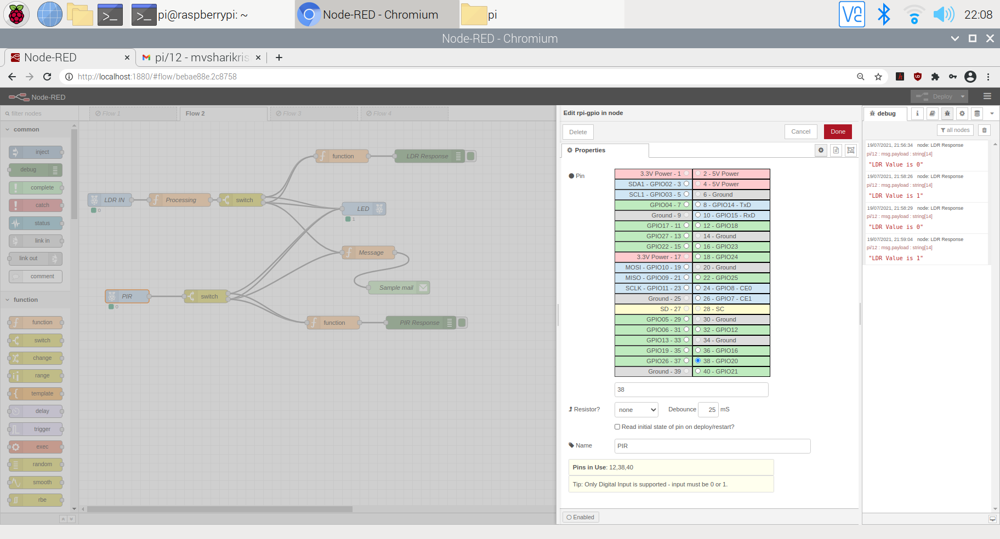 pi@raspberrypi: ~
Node-RED - Chromium
pi
VNC
22:08
Node-RED - Chromium
Node-RED
pi/12 - mvsharikris
http://localhost:1880/#flow/bebae88e.2c8758
Node-RED
Deploy
filter nodes
Flow 1
Flow 2
Flow 3
Flow 4
common
inject
debug
complete
catch
status
link in
link out
comment
function
function
switch
change
range
template
delay
trigger
exec
random
smooth
rbe
function
LDR Response
LDR IN
Processing
switch
0
LED
1
Message
Sample mail
PIR
switch
0
function
PIR Response
Edit rpi-gpio in node
Delete
Cancel
Done
Properties
Pin
3.3V Power - 1
2 - 5V Power
SDA1 - GPIO02 - 3
4 - 5V Power
SCL1 - GPIO03 - 5
6 - Ground
GPIO04 - 7
8 - GPIO14 - TxD
Ground - 9
10 - GPIO15 - RxD
GPIO17 - 11
12 - GPIO18
GPIO27 - 13
14 - Ground
GPIO22 - 15
16 - GPIO23
3.3V Power - 17
18 - GPIO24
MOSI - GPIO10 - 19
20 - Ground
MISO - GPIO09 - 21
22 - GPIO25
SCLK - GPIO11 - 23
24 - GPIO8 - CE0
Ground - 25
26 - GPIO7 - CE1
SD - 27
28 - SC
GPIO05 - 29
30 - Ground
GPIO06 - 31
32 - GPIO12
GPIO13 - 33
34 - Ground
GPIO19 - 35
36 - GPIO16
GPIO26 - 37
38 - GPIO20
Ground - 39
40 - GPIO21
38
Resistor?
none
Debounce
25
mS
Read initial state of pin on deploy/restart?
Name
PIR
Pins in Use: 12,38,40
Tip: Only Digital Input is supported - input must be 0 or 1.
Enabled
debug
all nodes
19/07/2021, 21:56:34 node: LDR Response
pi/12 : msg.payload : string[14]
"LDR Value is 0"
19/07/2021, 21:58:26 node: LDR Response
pi/12 : msg.payload : string[14]
"LDR Value is 1"
19/07/2021, 21:58:29 node: LDR Response
pi/12 : msg.payload : string[14]
"LDR Value is 0"
19/07/2021, 21:59:04 node: LDR Response
pi/12 : msg.payload : string[14]
"LDR Value is 1"